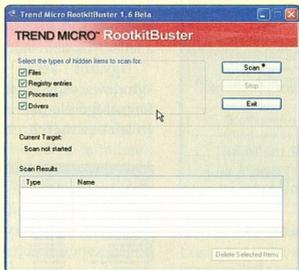 Trend Micro RootkitBuster 1.6 Beta
TREND MICRO™ RootkitBuster
Select the types of hidden items to scan for:
Files
Registry entries
Processes
Drivers
Scan *
Stop
Exit
Current Target:
Scan not started
Scan Results
Type Name
Delete Selected Items